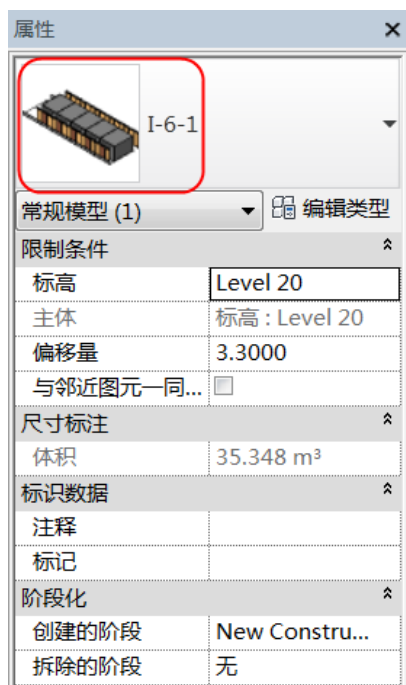 属性
I-6-1
常规模型 (1) 编辑类型
限制条件
标高 Level 20
主体 标高 : Level 20
偏移量 3.3000
与邻近图元一同...
尺寸标注
体积 35.348 m³
标识数据
注释
标记
阶段化
创建的阶段 New Constru...
拆除的阶段 无